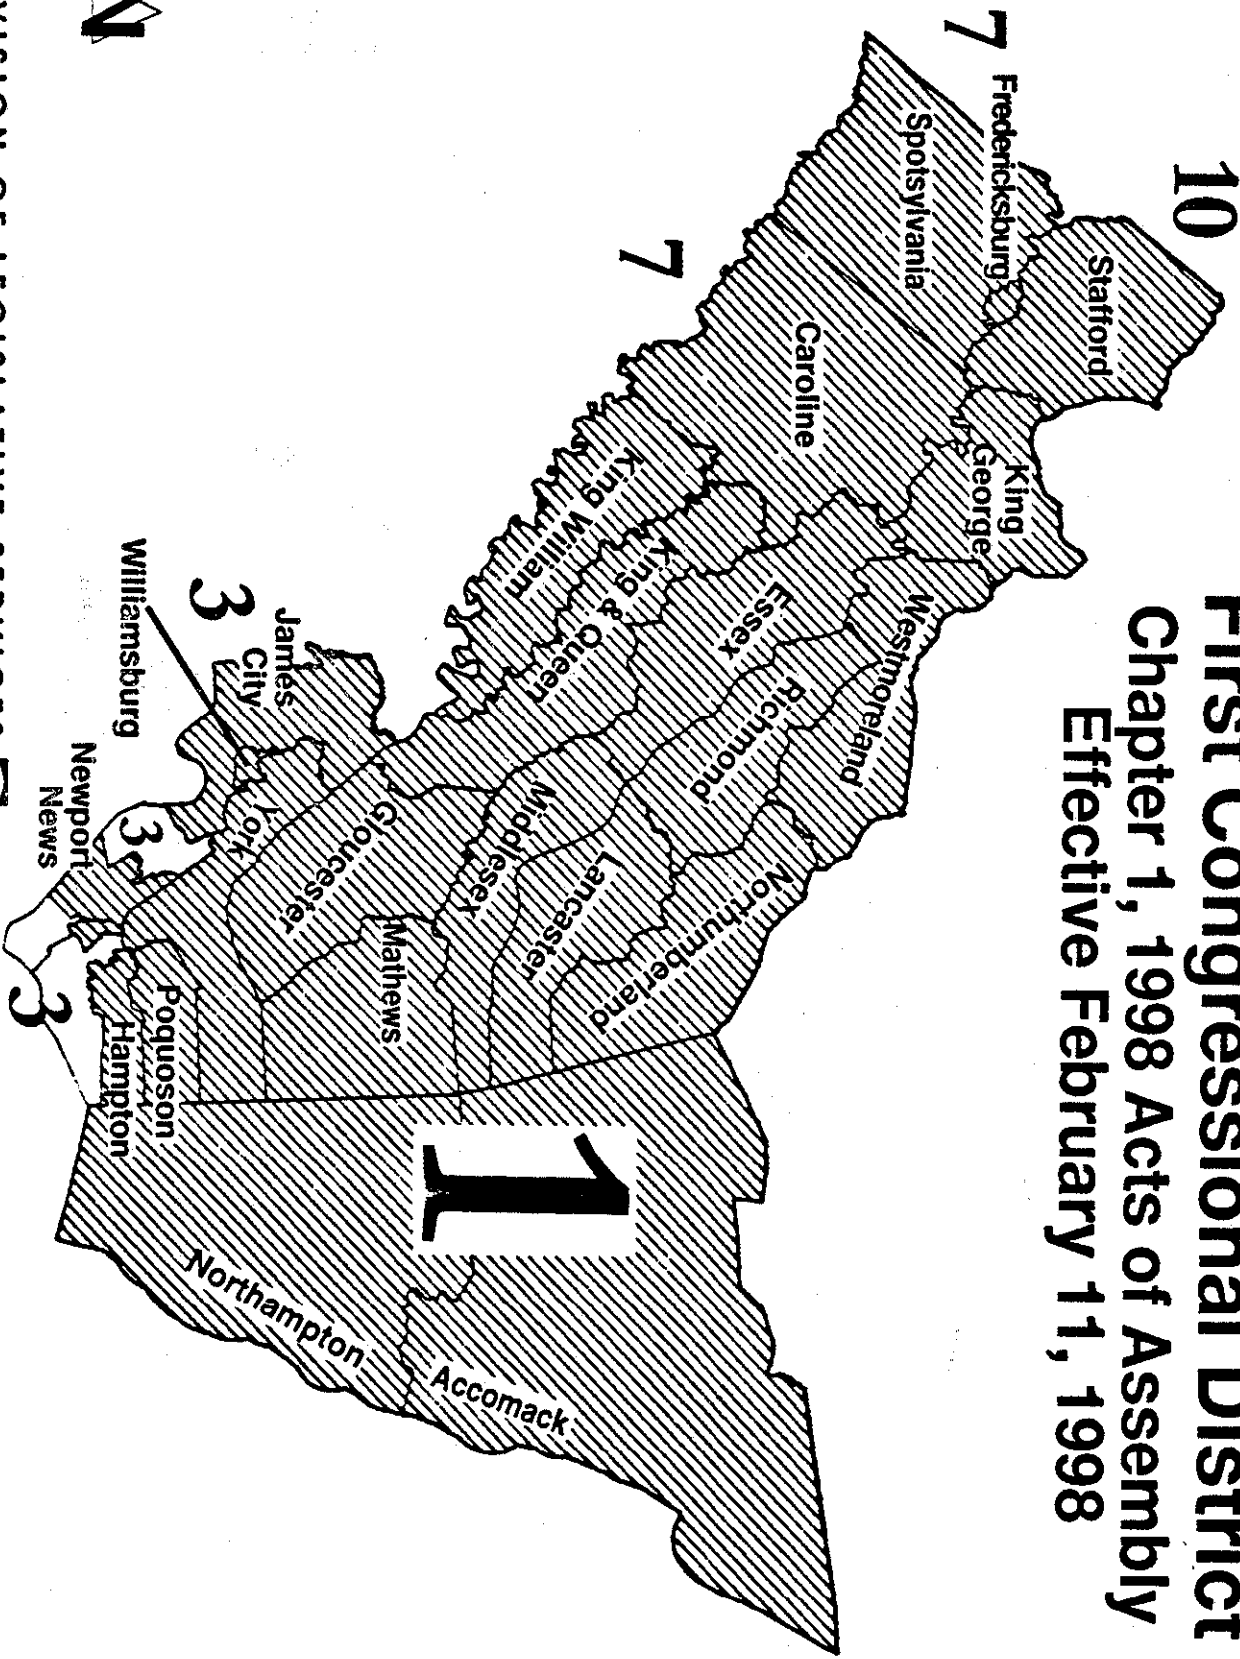 First Congressional District
Chapter 1, 1998 Acts of Assembly
Effective February 11, 1998
10
7
Fredericksburg
Stafford
Spotsylvania
King
George
7
Caroline
Westmoreland
Essex
Richmond
King William
King & Queen
Northumberland
Lancaster
Middlesex
1
Accomack
Mathews
Gloucester
James
City
3
Williamsburg
York
Northampton
3
Newport
News
Poquoson
Hampton
3
N